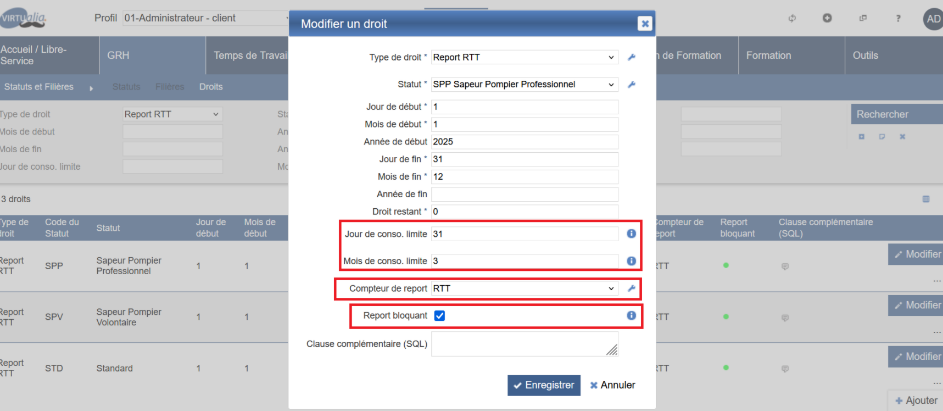 VIRTUalia.
Profil 01-Administrateur - client
?
AD
Accueil / Libre-
Service
GRH
Temps de Travai
n de Formation
Formation
Outils
Statuts et Filières
Statuts
Filières
Droits
Modifier un droit
Type de droit * Report RTT
Statut * SPP Sapeur Pompier Professionnel
Jour de début * 1
Mois de début * 1
Année de début 2025
Jour de fin * 31
Mois de fin * 12
Année de fin
Droit restant * 0
Jour de conso. limite 31
Mois de conso. limite 3
Compteur de report RTT
Report bloquant
Clause complémentaire (SQL)
Enregistrer
Annuler
Type de droit Report RTT
Sta
Mois de début
An
Mois de fin
An
Jour de conso. limite
Mo
Rechercher
3 droits
Type de
droit
Code du
Statut
Statut
Jour de
début
Mois de
début
Compteur de
report
Report
bloquant
Clause complémentaire
(SQL)
Report
RTT
SPP
Sapeur Pompier
Professionnel
1
1
RTT
Modifier
...
Report
RTT
SPV
Sapeur Pompier
Volontaire
1
1
RTT
Modifier
...
Report
RTT
STD
Standard
1
1
RTT
Modifier
...
+ Ajouter